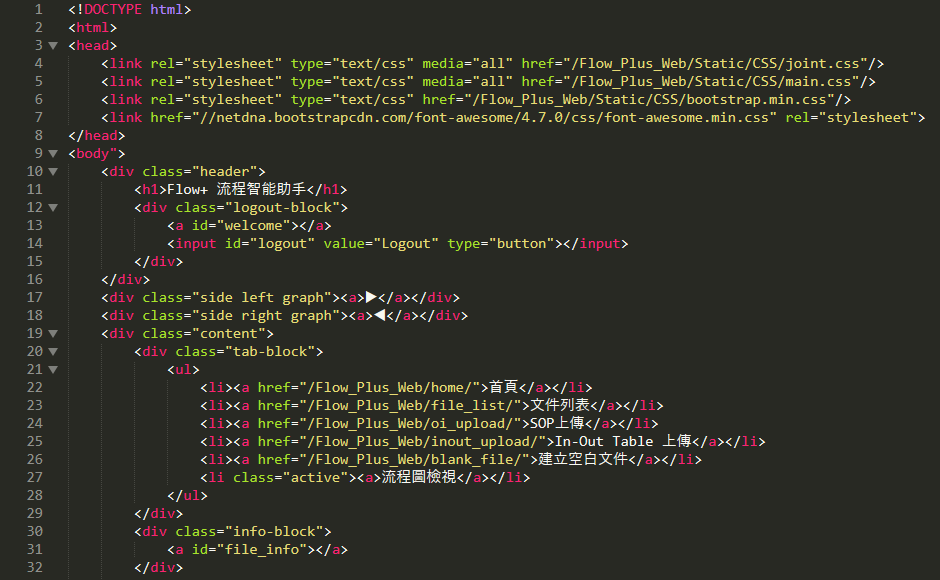 1 <!DOCTYPE html>
2 <html>
3 <head>
4 <link rel="stylesheet" type="text/css" media="all" href="/Flow_Plus_Web/Static/CSS/joint.css"/>
5 <link rel="stylesheet" type="text/css" media="all" href="/Flow_Plus_Web/Static/CSS/main.css"/>
6 <link rel="stylesheet" type="text/css" href="/Flow_Plus_Web/Static/CSS/bootstrap.min.css"/>
7 <link href="//netdna.bootstrapcdn.com/font-awesome/4.7.0/css/font-awesome.min.css" rel="stylesheet">
8 </head>
9 <body">
10 <div class="header">
11 <h1>Flow+ 流程智能助手</h1>
12 <div class="logout-block">
13 <a id="welcome"></a>
14 <input id="logout" value="Logout" type="button"></input>
15 </div>
16 </div>
17 <div class="side left graph"><a>▶</a></div>
18 <div class="side right graph"><a>◀</a></div>
19 <div class="content">
20 <div class="tab-block">
21 <ul>
22 <li><a href="/Flow_Plus_Web/home/">首頁</a></li>
23 <li><a href="/Flow_Plus_Web/file_list/">文件列表</a></li>
24 <li><a href="/Flow_Plus_Web/oi_upload/">SOP上傳</a></li>
25 <li><a href="/Flow_Plus_Web/inout_upload/">In-Out Table 上傳</a></li>
26 <li><a href="/Flow_Plus_Web/blank_file/">建立空白文件</a></li>
27 <li class="active"><a>流程圖檢視</a></li>
28 </ul>
29 </div>
30 <div class="info-block">
31 <a id="file_info"></a>
32 </div>